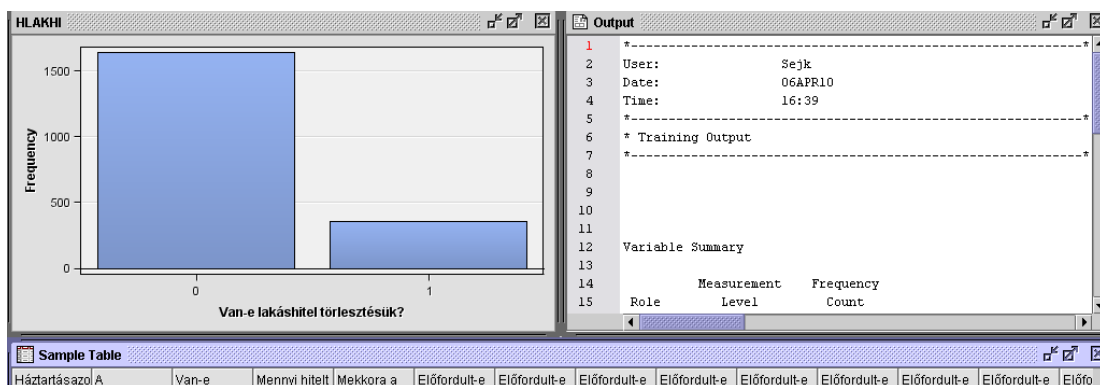 HLAKHI
1500
1000
500
0
Frequency
0 1
Van-e lakáshitel törlesztésük?
Output
1 *------------------------------------------------------------*
2 User: Sejk
3 Date: 06APR10
4 Time: 16:39
5 *------------------------------------------------------------*
6 * Training Output
7 *------------------------------------------------------------*
8
9
10
11
12 Variable Summary
13
14 Measurement Frequency
15 Role Level Count
Sample Table
Háztartásazo A Van-e Mennyi hitelt Mekkora a Előfordult-e Előfordult-e Előfordult-e Előfordult-e Előfordult-e Előfordult-e Előfordult-e Előfordult-e Előfo